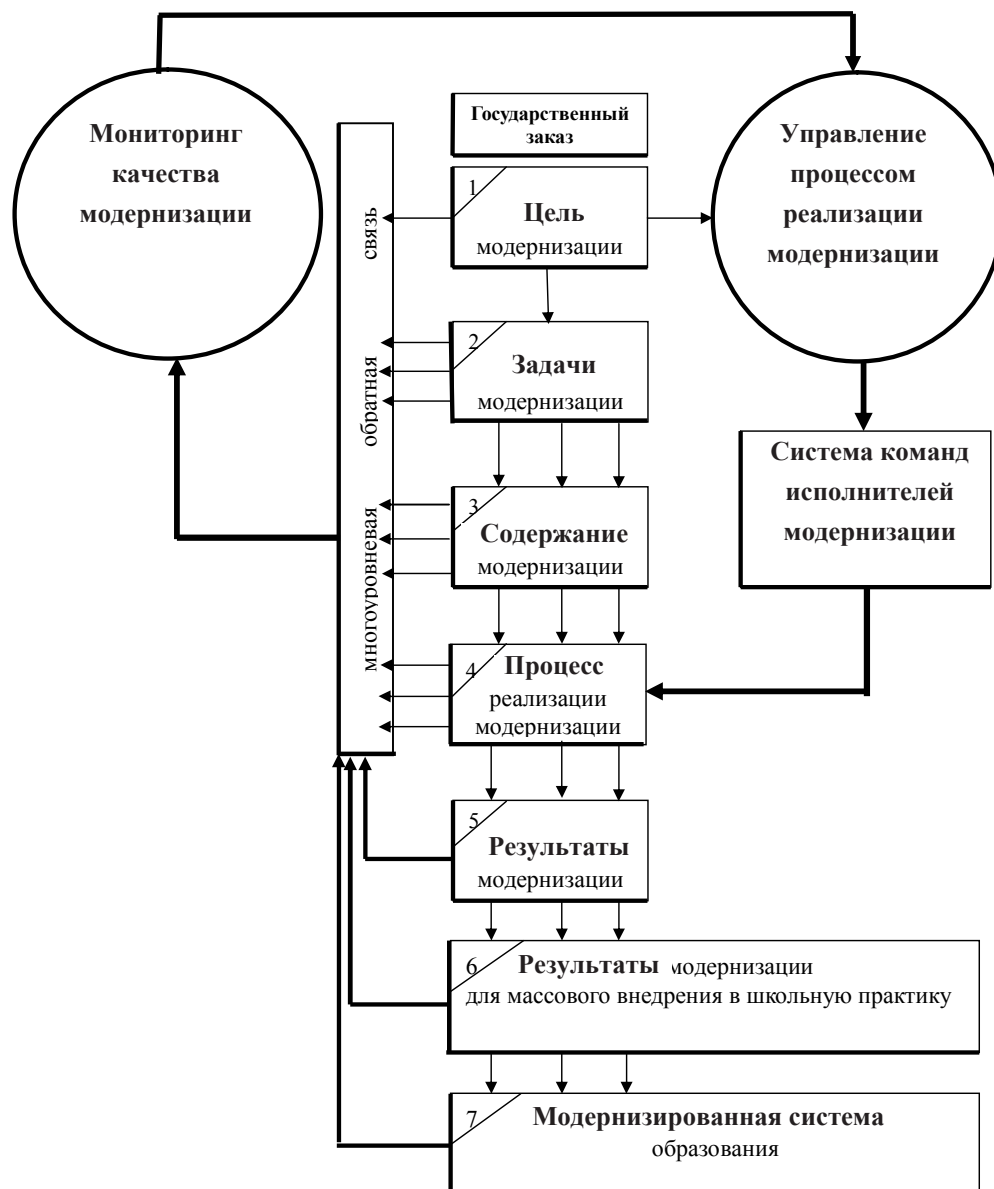 Мониторинг
качества
модернизации
Государственный
заказ
Управление
процессом
реализации
модернизации
1
Цель
модернизации
2
Задачи
модернизации
3
Содержание
модернизации
4
Процесс
реализации
модернизации
5
Результаты
модернизации
6
Результаты модернизации
для массового внедрения в школьную практику
7
Модернизированная система
образования
многоуровневая обратная связь
Система команд
исполнителей
модернизации